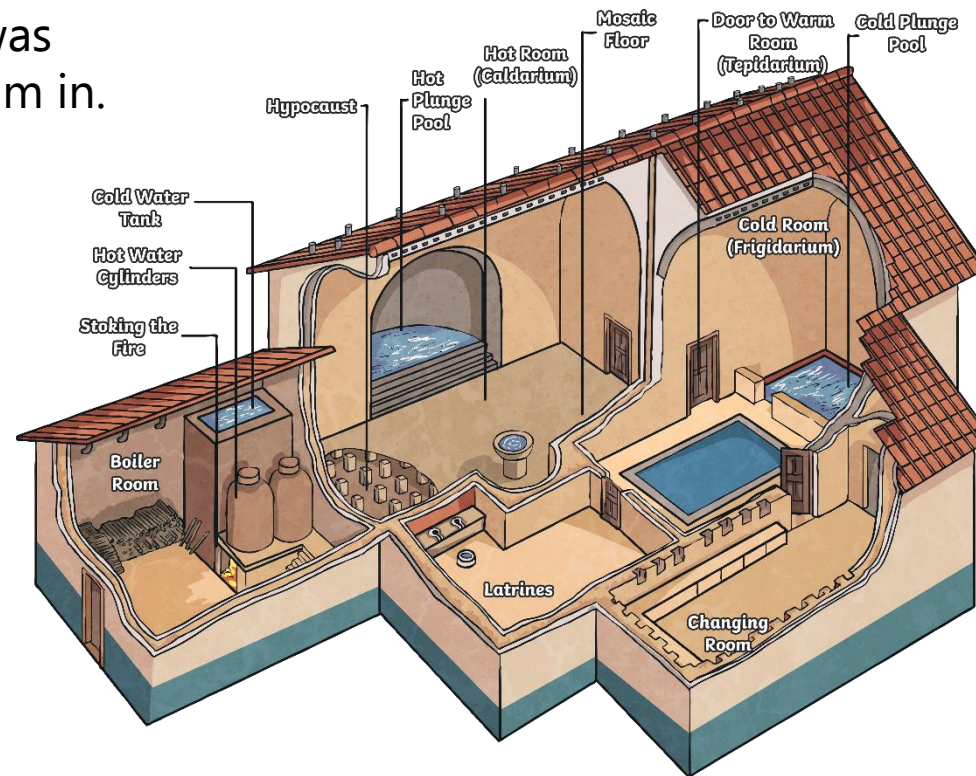 was
m in.
Mosaic
Floor
Door to Warm
Room
(Tepidarium)
Cold Plunge
Pool
Hot Room
(Caldarium)
Hot
Plunge
Pool
Hypocaust
Cold Water
Tank
Hot Water
Cylinders
Stoking the
Fire
Cold Room
(Frigidarium)
Boiler
Room
Latrines
Changing
Room